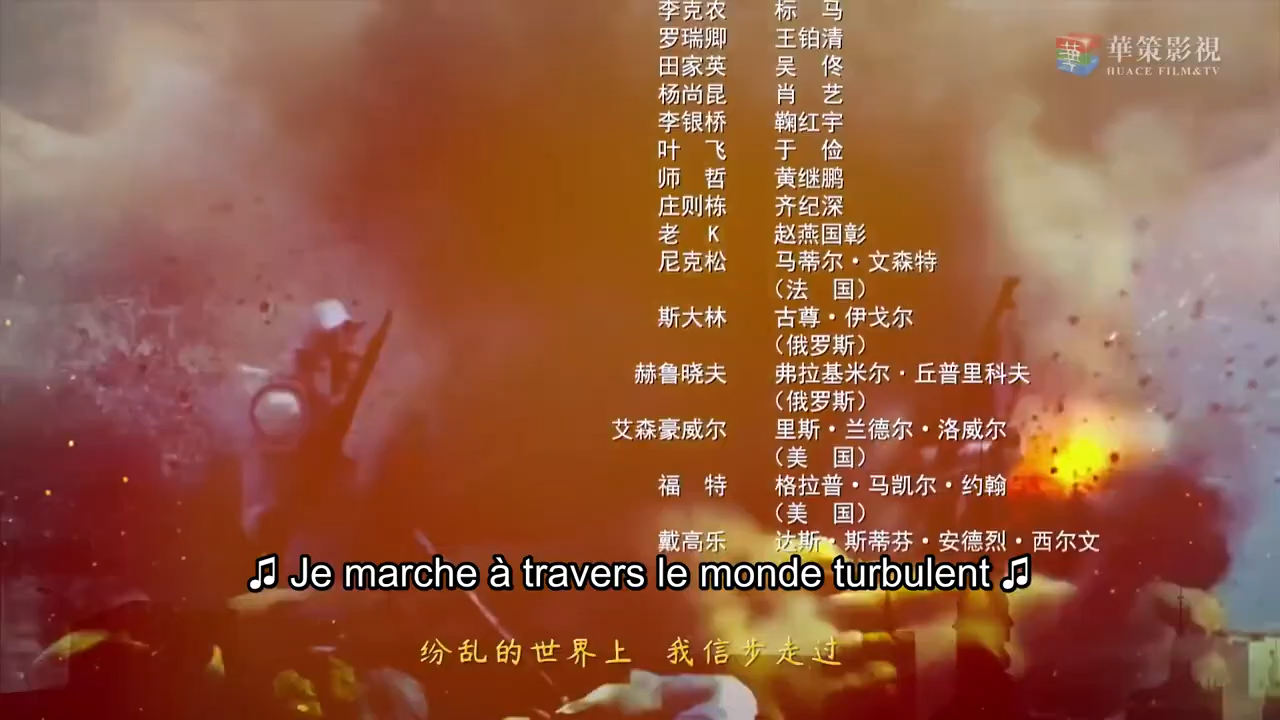 李克农 标 马
華策影視
HUACE FILM&TV
罗瑞卿 王铂清
田家英 吴 佟
杨尚昆 肖 艺
李银桥 鞠红宇
叶 飞 于 俭
师 哲 黄继鹏
庄则栋 齐纪深
老 K 赵燕国彰
尼克松 马蒂尔·文森特
（法 国）
斯大林 古尊·伊戈尔
（俄罗斯）
赫鲁晓夫 弗拉基米尔·丘普里科夫
（俄罗斯）
艾森豪威尔 里斯·兰德尔·洛威尔
（美 国）
福 特 格拉普·马凯尔·约翰
（美 国）
戴高乐 达斯·斯蒂芬·安德烈·西尔文
♫ Je marche à travers le monde turbulent ♫
纷乱的世界上 我信步走过